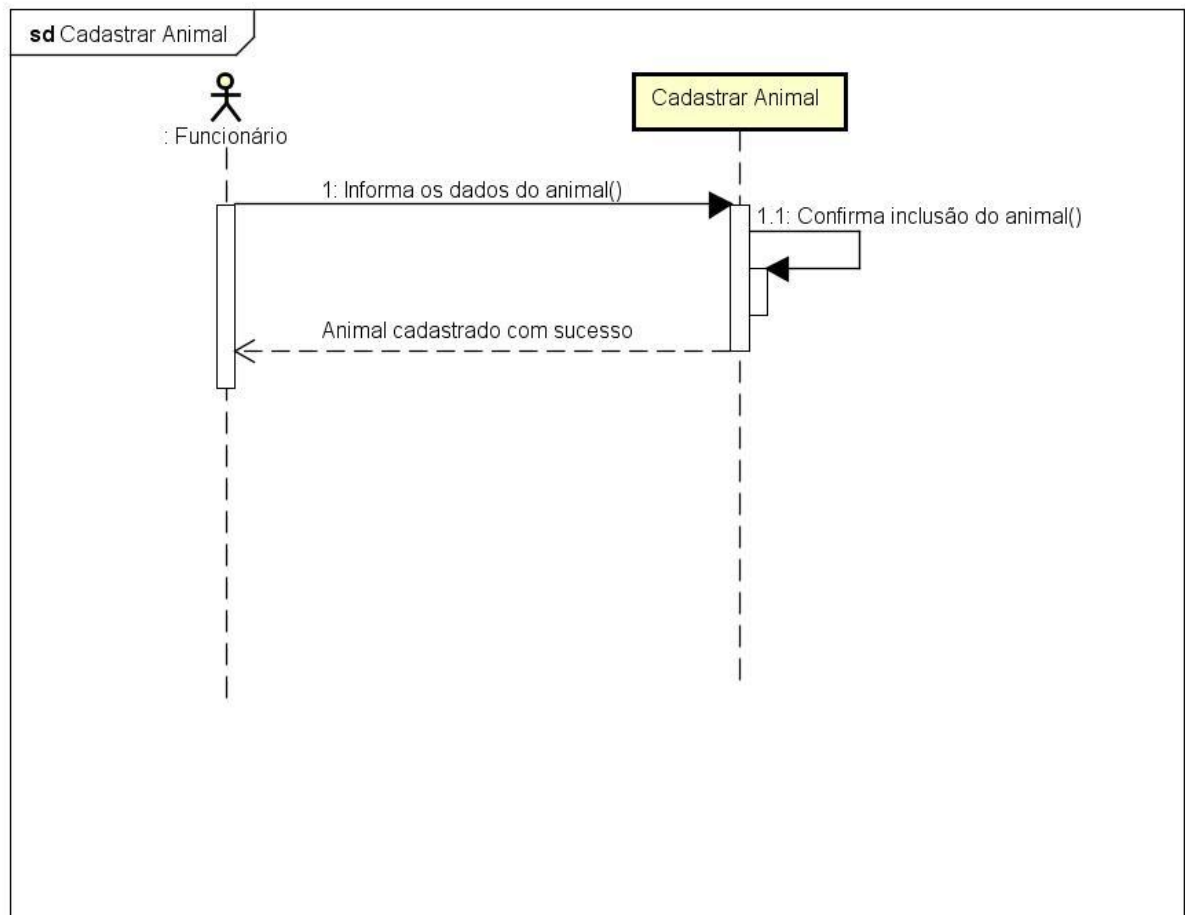 sd Cadastrar Animal
: Funcionário
Cadastrar Animal
1: Informa os dados do animal()
1.1: Confirma inclusão do animal()
Animal cadastrado com sucesso